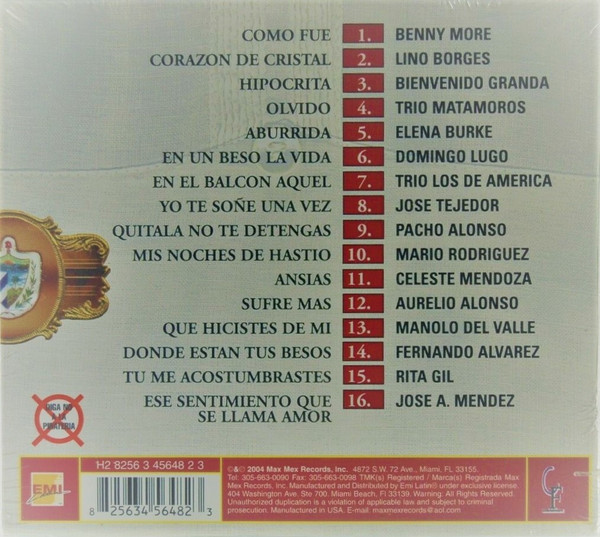 COMO FUE 1. BENNY MORE
CORAZON DE CRISTAL 2. LINO BORGES
HIPOCRITA 3. BIENVENIDO GRANDA
OLVIDO 4. TRIO MATAMOROS
ABURRIDA 5. ELENA BURKE
EN UN BESO LA VIDA 6. DOMINGO LUGO
EN EL BALCON AQUEL 7. TRIO LOS DE AMERICA
YO TE SOÑE UNA VEZ 8. JOSE TEJEDOR
QUITALA NO TE DETENGAS 9. PACHO ALONSO
MIS NOCHES DE HASTIO 10. MARIO RODRIGUEZ
ANSIAS 11. CELESTE MENDOZA
SUFRE MAS 12. AURELIO ALONSO
QUE HICISTES DE MI 13. MANOLO DEL VALLE
DONDE ESTAN TUS BESOS 14. FERNANDO ALVAREZ
TU ME ACOSTUMBRASTES 15. RITA GIL
ESE SENTIMIENTO QUE 16. JOSE A. MENDEZ
SE LLAMA AMOR
DIGA NO
A LA
PIRATERIA
EMI
H2 8256 3 45648 2 3
8 25634 56482 3
©&℗ 2004 Max Mex Records, Inc. 4872 S.W. 72 Ave., Miami, FL 33155.
Tel: 305-663-0090 Fax: 305-663-0098 TMK(s) Registered / Marca(s) Registrada Max
Mex Records, Inc. Manufactured and Distributed by Emi Latin® under exclusive license
404 Washington Ave. Ste 700. Miami Beach, Fl 33139. Warning: All Rights Reserved.
Unauthorized duplication is a violation of applicable law and subject to criminal
prosecution. Manufactured in USA. E-mail: maxmexrecords@aol.com